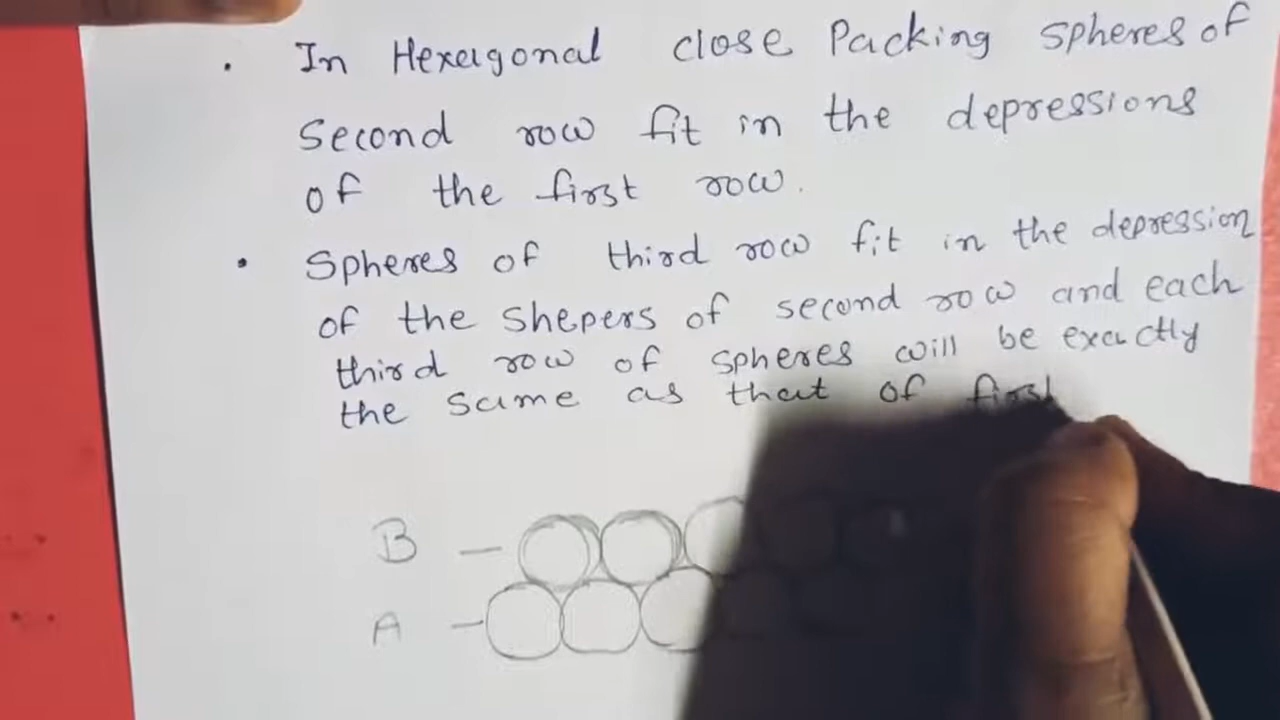 • In Hexagonal close Packing spheres of
Second row fit in the depressions
of the first row.
• Spheres of third row fit in the depression
of the shepers of second row and each
third row of spheres will be exactly
the same as that of first
B —
A —